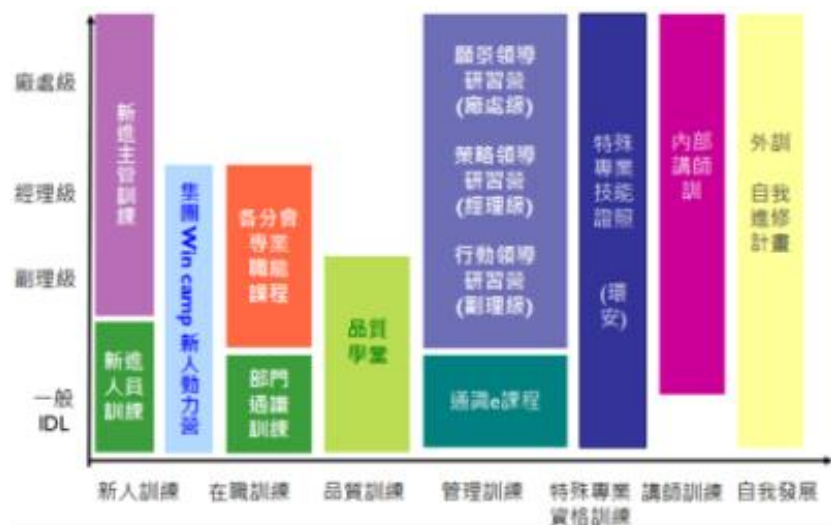 廠處級
經理級
副理級
一般
IDL
新進主管訓練
新進
人員
訓練
集團 Win camp 新人動力營
各分會
專業
職能
課程
部門
通識
訓練
品質
學堂
願景領導
研習營
(廠處級)
策略領導
研習營
(經理級)
行動領導
研習營
(副理級)
通識e課程
特殊
專業
技能
證照
(環
安)
內部
講師
訓
外訓
自我
進修
計畫
新人訓練
在職訓練
品質訓練
管理訓練
特殊專業
資格訓練
講師訓練
自我發展